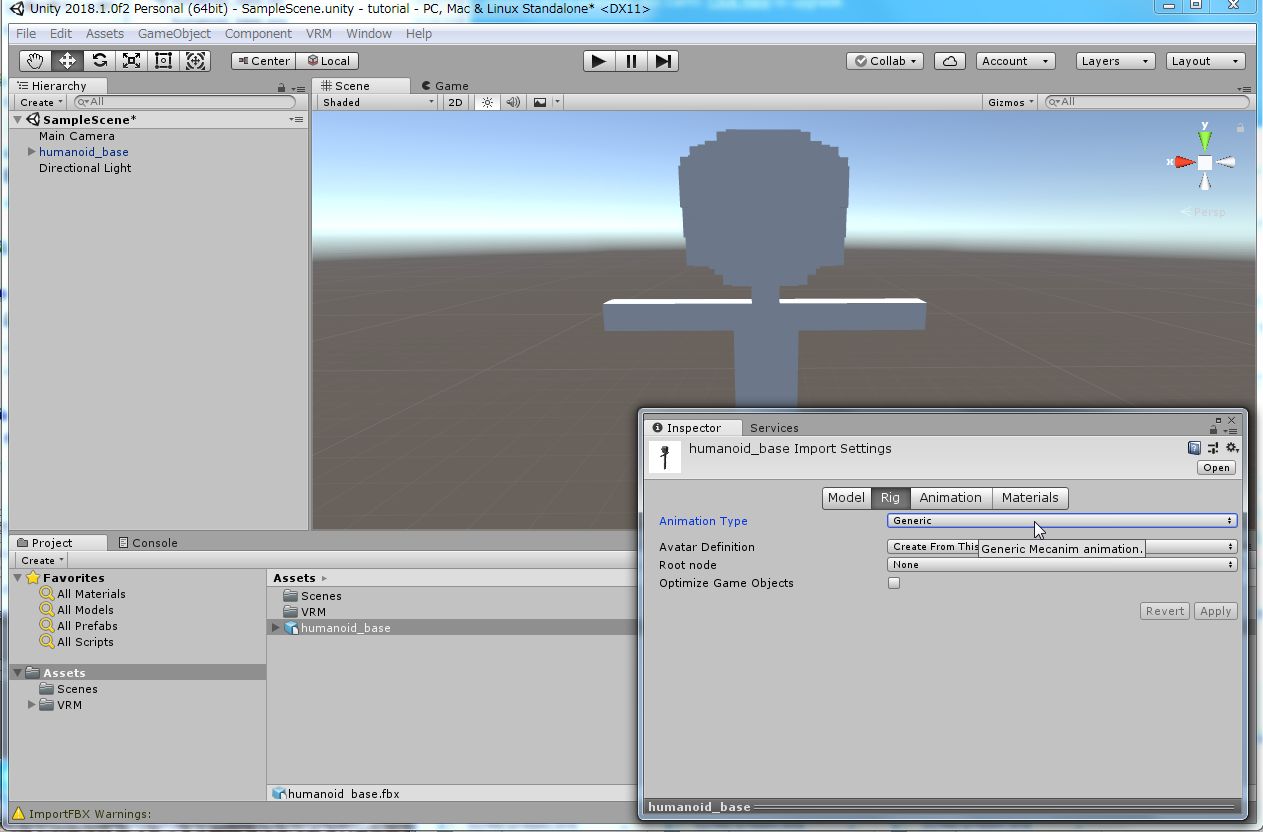 Unity 2018.1.0f2 Personal (64bit) - SampleScene.unity - tutorial - PC, Mac & Linux Standalone* <DX11>
File Edit Assets GameObject Component VRM Window Help
Center Local Collab Account Layers Layout
Hierarchy
Create All
SampleScene*
Main Camera
humanoid_base
Directional Light
Scene Game
Shaded 2D Gizmos All
y
x
Persp
Inspector Services
humanoid_base Import Settings
Open
Model Rig Animation Materials
Animation Type Generic
Avatar Definition Create From This
Generic Mecanim animation.
Root node None
Optimize Game Objects
Revert Apply
humanoid_base
Project Console
Create
Favorites
All Materials
All Models
All Prefabs
All Scripts
Assets
Scenes
VRM
Assets
Scenes
VRM
humanoid_base
humanoid_base.fbx
ImportFBX Warnings: